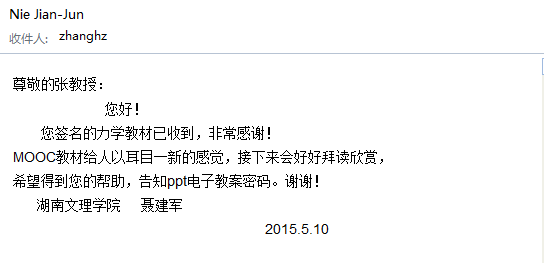 Nie Jian-Jun
收件人： zhanghz
尊敬的张教授：
您好！
您签名的力学教材已收到，非常感谢！
MOOC教材给人以耳目一新的感觉，接下来会好好拜读欣赏，
希望得到您的帮助，告知ppt电子教案密码。谢谢！
湖南文理学院 聂建军
2015.5.10